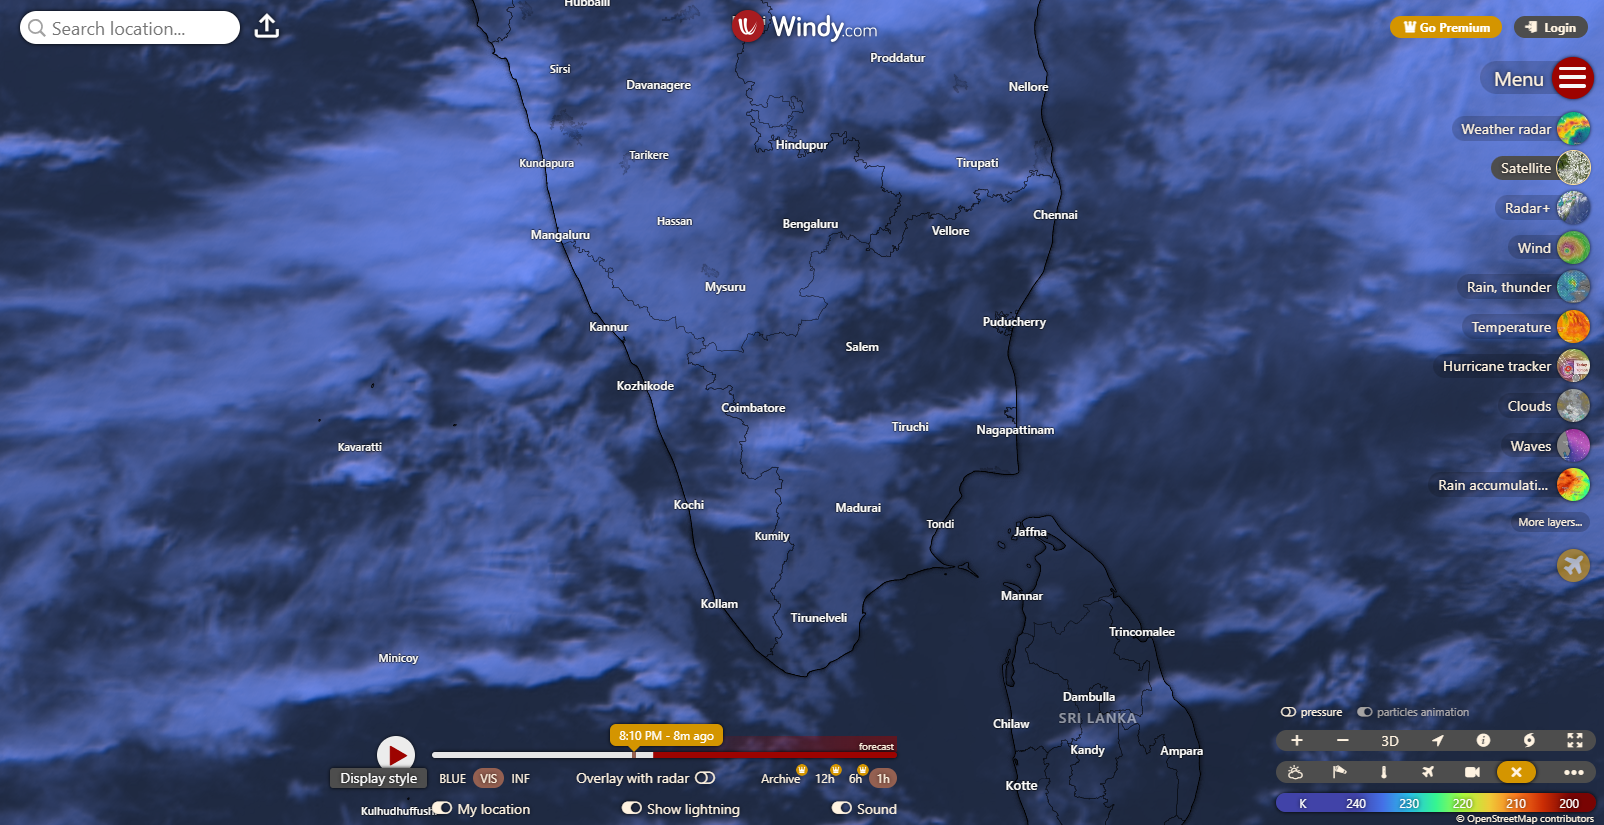 Hubballi
Search location...
Windy.com
Go Premium
Login
Proddatur
Sirsi
Davanagere
Nellore
Menu
Weather radar
Hindupur
Kundapura
Tarikere
Tirupati
Satellite
Radar+
Hassan
Bengaluru
Chennai
Mangaluru
Vellore
Wind
Mysuru
Rain, thunder
Kannur
Puducherry
Temperature
Salem
Hurricane tracker
Kozhikode
Coimbatore
Clouds
Tiruchi
Nagapattinam
Kavaratti
Waves
Rain accumulati...
Kochi
Madurai
More layers...
Kumily
Tondi
Jaffna
Mannar
Kollam
Tirunelveli
Trincomalee
Minicoy
Dambulla
SRI LANKA
Chilaw
Kandy
Ampara
Kotte
pressure
particles animation
8:10 PM - 8m ago
forecast
3D
Display style
BLUE VIS INF
Overlay with radar
Archive 12h 6h 1h
Kulhudhuffushi
My location
Show lightning
Sound
K 240 230 220 210 200
© OpenStreetMap contributors